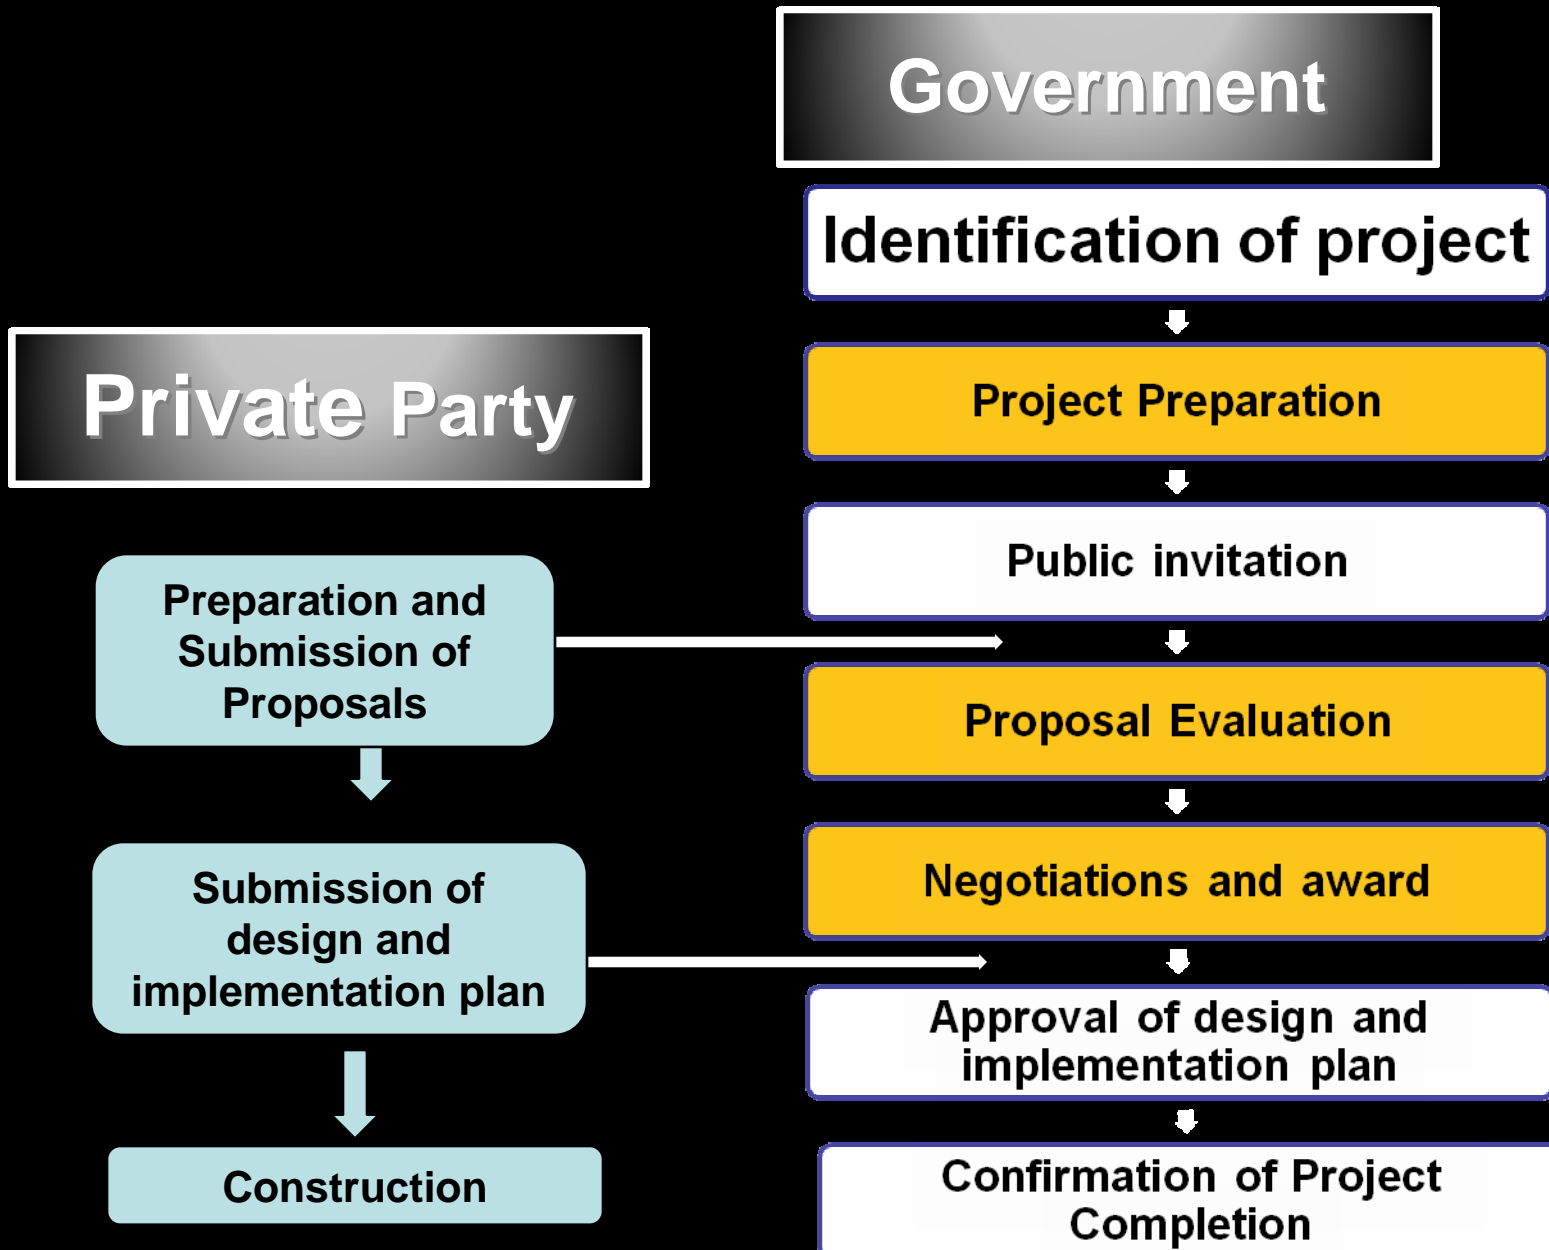 Government
Identification of project
Project Preparation
Public invitation
Proposal Evaluation
Negotiations and award
Approval of design and
implementation plan
Confirmation of Project
Completion
Private Party
Preparation and
Submission of
Proposals
Submission of
design and
implementation plan
Construction